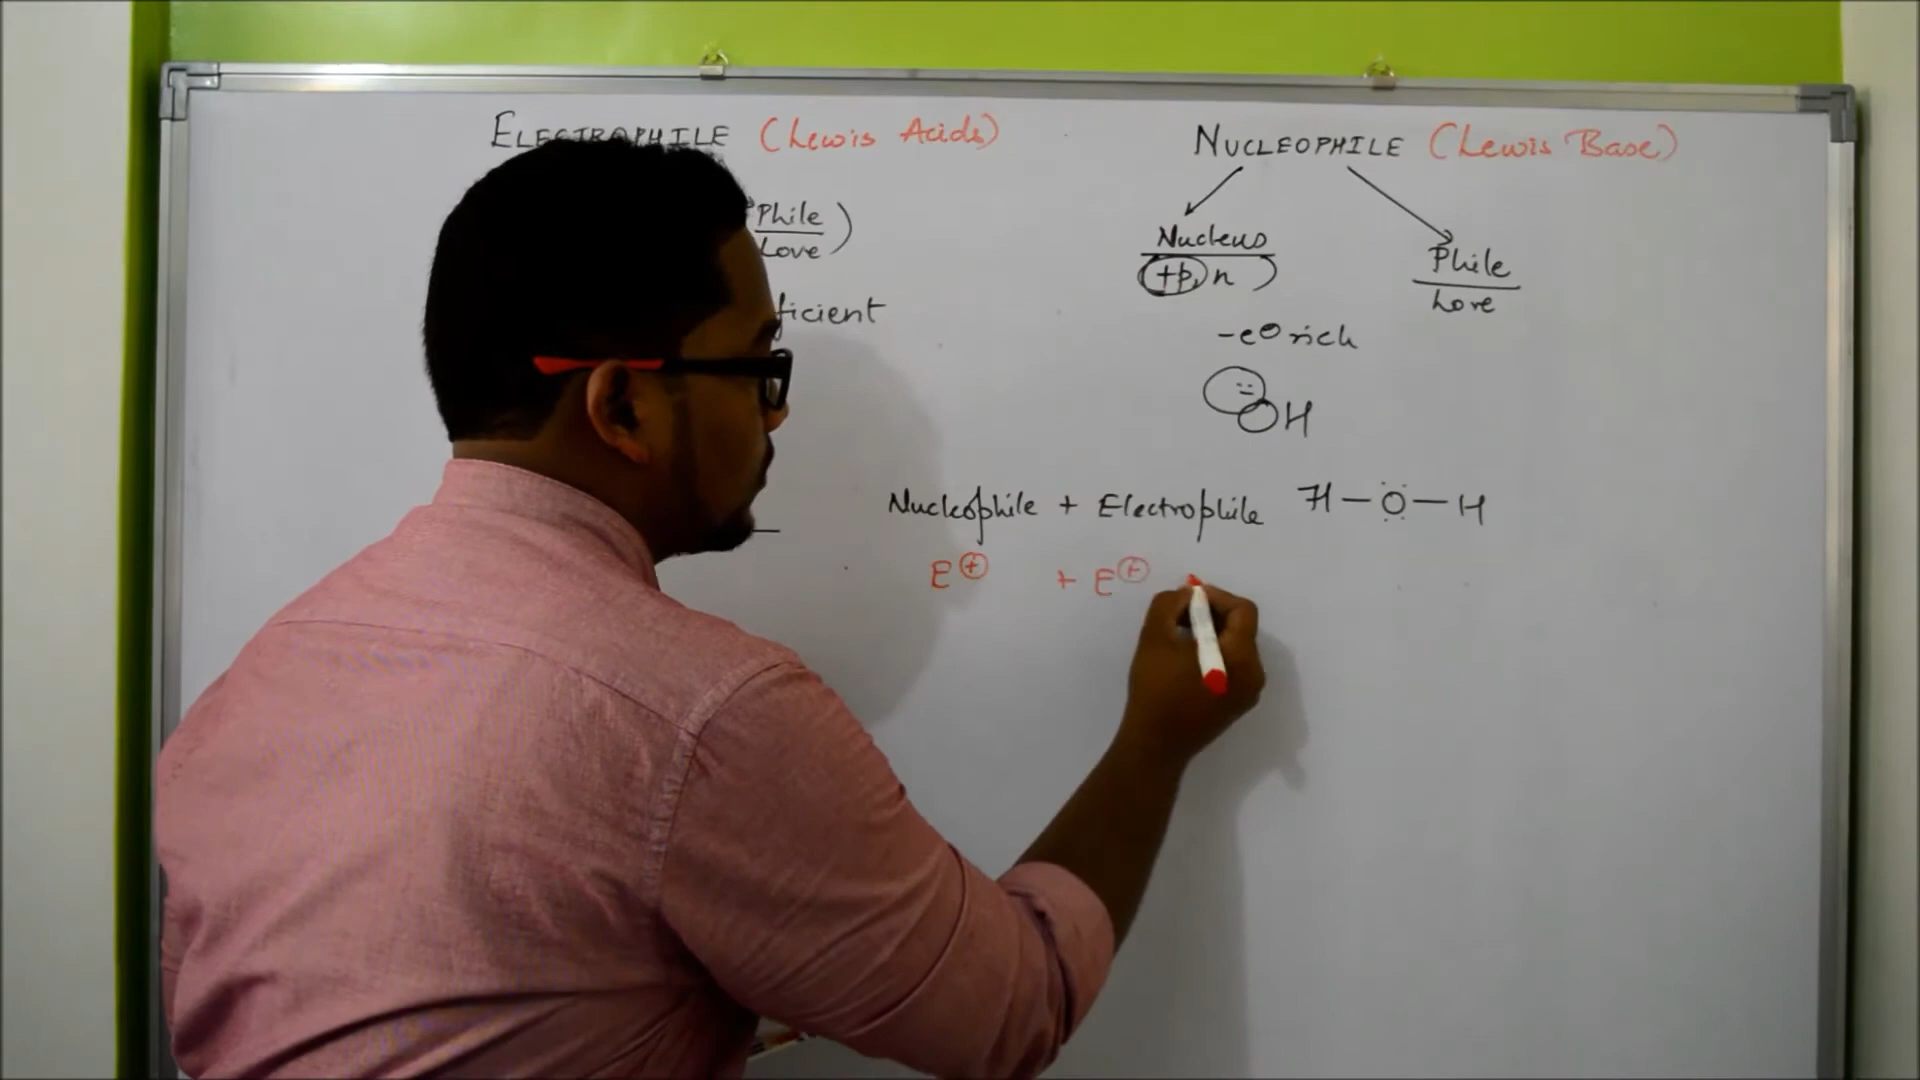 ELECTROPHILE (Lewis Acids)
Phile)
Love
ficient
NUCLEOPHILE (Lewis Base)
Nucleus
+p, n)
Phile
Love
-e⊖ rich
OH
Nucleophile + Electrophile H-O-H
E⊕ + E⊕